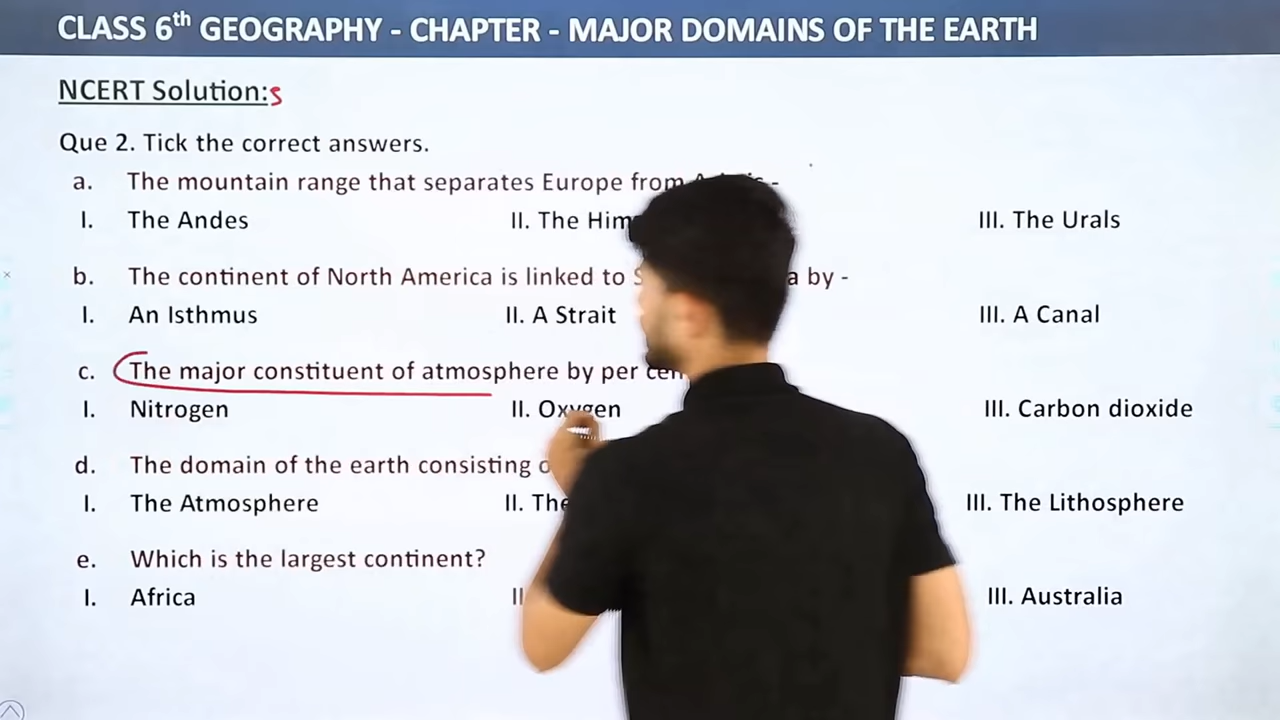 CLASS 6th GEOGRAPHY - CHAPTER - MAJOR DOMAINS OF THE EARTH
NCERT Solution:s
Que 2. Tick the correct answers.
a. The mountain range that separates Europe from -
I. The Andes II. The III. The Urals
b. The continent of North America is linked to by -
I. An Isthmus II. A Strait III. A Canal
c. The major constituent of atmosphere by per
I. Nitrogen II. Oxygen III. Carbon dioxide
d. The domain of the earth consisting
I. The Atmosphere II. The III. The Lithosphere
e. Which is the largest continent?
I. Africa II III. Australia